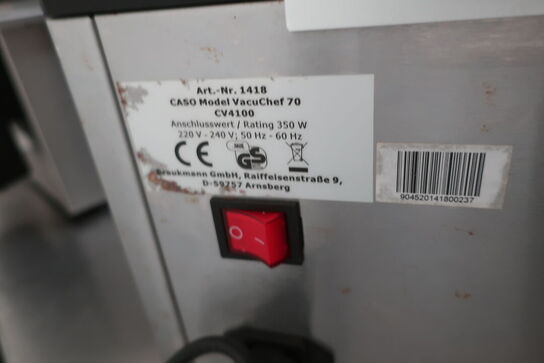 Art.-Nr. 1418
CASO Model VacuChef 70
CV4100
Anschlusswert / Rating 350 W
220 V - 240 V; 50 Hz - 60 Hz
CE GS
Braukmann GmbH, Raiffeisenstraße 9,
D-59757 Arnsberg
904520141800237